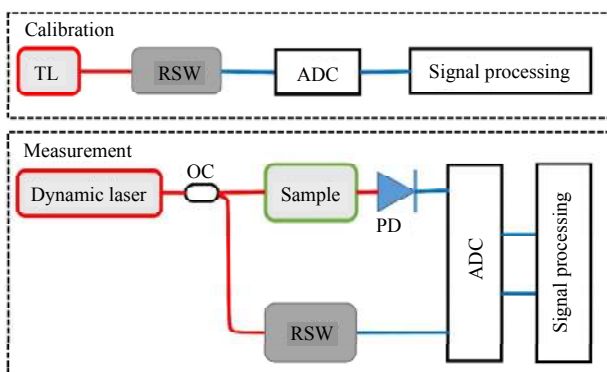 Calibration
TL
RSW
ADC
Signal processing
Measurement
OC
Dynamic laser
Sample
PD
ADC
Signal processing
RSW